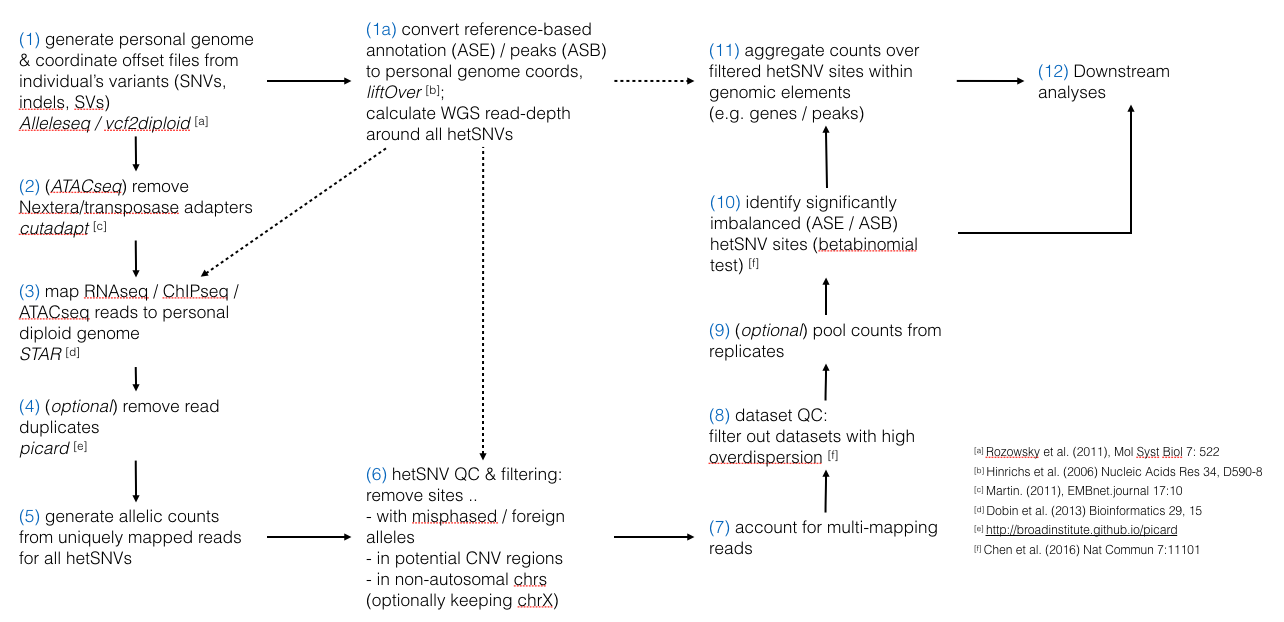 (1) generate personal genome
& coordinate offset files from
individual's variants (SNVs,
indels, SVs)
Alleleseq / vcf2diploid [a]
(2) (ATACseq) remove
Nextera/transposase adapters
cutadapt [c]
(3) map RNAseq / ChIPseq /
ATACseq reads to personal
diploid genome
STAR [d]
(4) (optional) remove read
duplicates
picard [e]
(5) generate allelic counts
from uniquely mapped reads
for all hetSNVs
(1a) convert reference-based
annotation (ASE) / peaks (ASB)
to personal genome coords,
liftOver [b];
calculate WGS read-depth
around all hetSNVs
(6) hetSNV QC & filtering:
remove sites ..
- with misphased / foreign
alleles
- in potential CNV regions
- in non-autosomal chrs
(optionally keeping chrX)
(11) aggregate counts over
filtered hetSNV sites within
genomic elements
(e.g. genes / peaks)
(10) identify significantly
imbalanced (ASE / ASB)
hetSNV sites (betabinomial
test) [f]
(9) (optional) pool counts from
replicates
(8) dataset QC:
filter out datasets with high
overdispersion [f]
(7) account for multi-mapping
reads
(12) Downstream
analyses
[a] Rozowsky et al. (2011), Mol Syst Biol 7: 522
[b] Hinrichs et al. (2006) Nucleic Acids Res 34, D590-8
[c] Martin. (2011), EMBnet.journal 17:10
[d] Dobin et al. (2013) Bioinformatics 29, 15
[e] http://broadinstitute.github.io/picard
[f] Chen et al. (2016) Nat Commun 7:11101